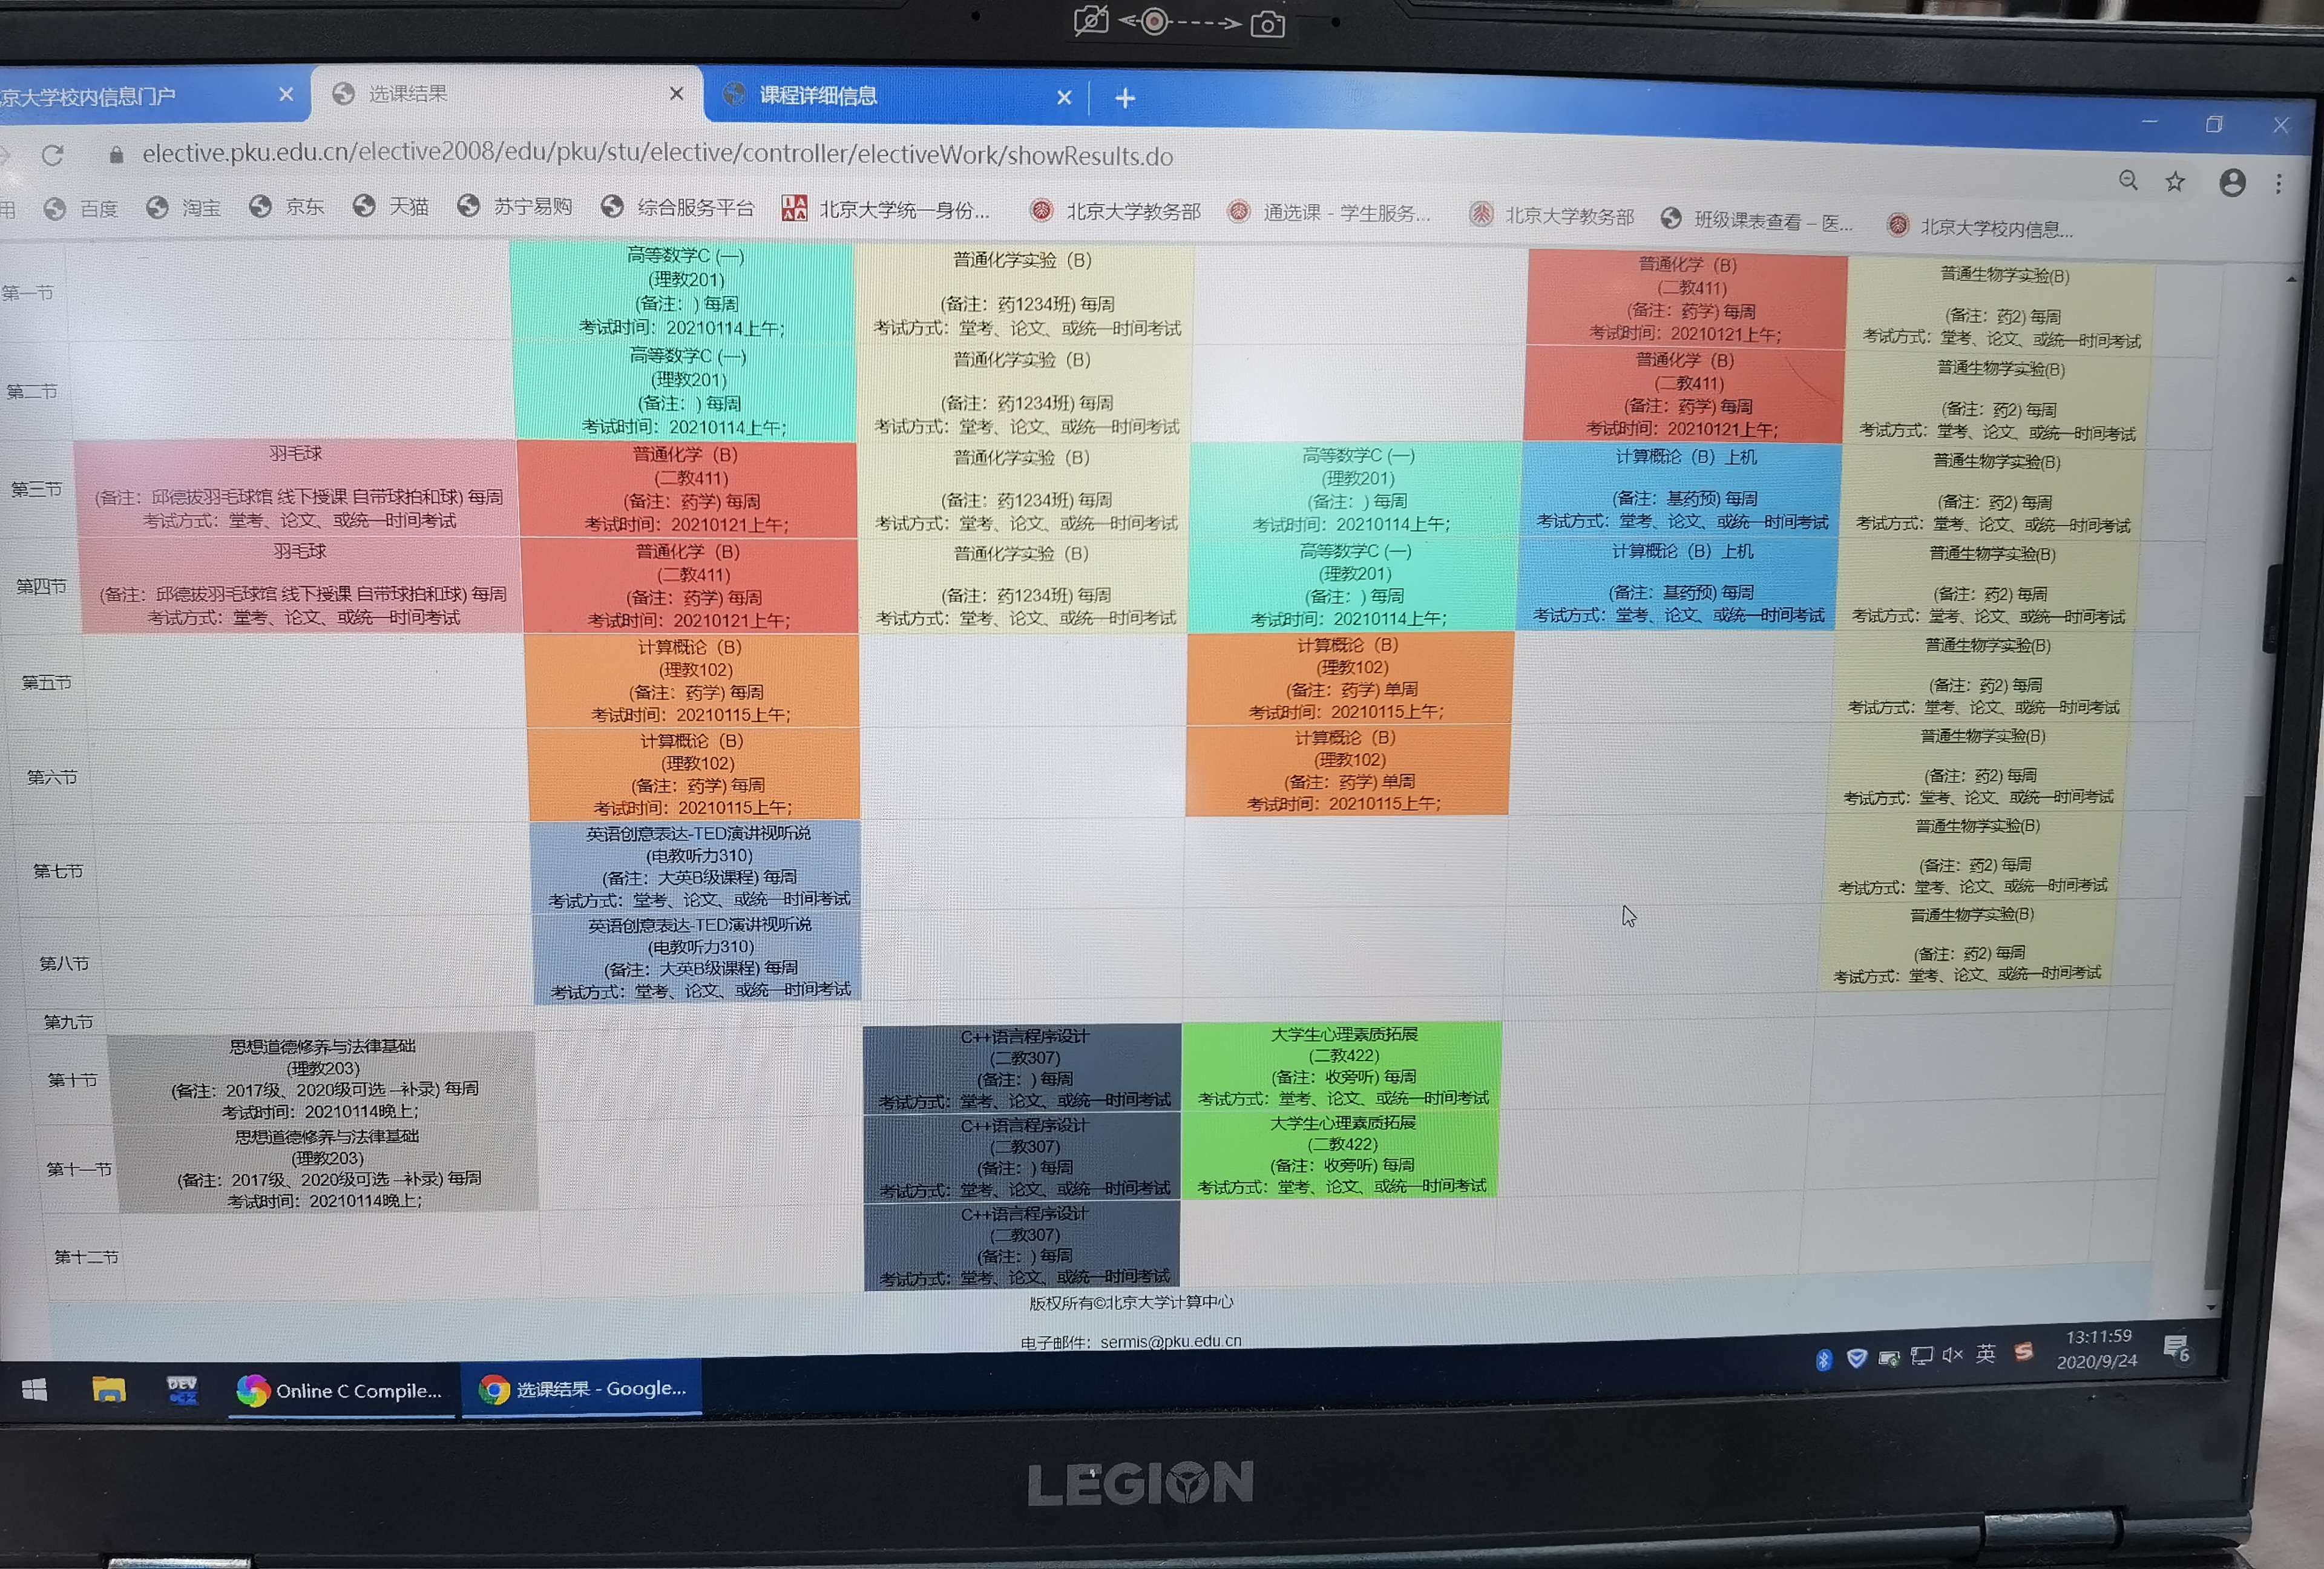 京大学校内信息门户
选课结果
课程详细信息
elective.pku.edu.cn/elective2008/edu/pku/stu/elective/controller/electiveWork/showResults.do
用 百度 淘宝 京东 天猫 苏宁易购 综合服务平台 北京大学统一身份... 北京大学教务部 通选课 - 学生服务... 北京大学教务部 班级课表查看 – 医... 北京大学校内信息...
第一节
高等数学C (一)
(理教201)
(备注：) 每周
考试时间：20210114上午；
普通化学实验（B）
(备注：药1234班) 每周
考试方式：堂考、论文、或统一时间考试
普通化学（B）
(二教411)
(备注：药学) 每周
考试时间：20210121上午；
普通生物学实验(B)
(备注：药2) 每周
考试方式：堂考、论文、或统一时间考试
第二节
高等数学C (一)
(理教201)
(备注：) 每周
考试时间：20210114上午；
普通化学实验（B）
(备注：药1234班) 每周
考试方式：堂考、论文、或统一时间考试
普通化学（B）
(二教411)
(备注：药学) 每周
考试时间：20210121上午；
普通生物学实验(B)
(备注：药2) 每周
考试方式：堂考、论文、或统一时间考试
第三节
羽毛球
(备注：邱德拔羽毛球馆 线下授课 自带球拍和球) 每周
考试方式：堂考、论文、或统一时间考试
普通化学（B）
(二教411)
(备注：药学) 每周
考试时间：20210121上午；
普通化学实验（B）
(备注：药1234班) 每周
考试方式：堂考、论文、或统一时间考试
高等数学C (一)
(理教201)
(备注：) 每周
考试时间：20210114上午；
计算概论（B）上机
(备注：基药预) 每周
考试方式：堂考、论文、或统一时间考试
普通生物学实验(B)
(备注：药2) 每周
考试方式：堂考、论文、或统一时间考试
第四节
羽毛球
(备注：邱德拔羽毛球馆 线下授课 自带球拍和球) 每周
考试方式：堂考、论文、或统一时间考试
普通化学（B）
(二教411)
(备注：药学) 每周
考试时间：20210121上午；
普通化学实验（B）
(备注：药1234班) 每周
考试方式：堂考、论文、或统一时间考试
高等数学C (一)
(理教201)
(备注：) 每周
考试时间：20210114上午；
计算概论（B）上机
(备注：基药预) 每周
考试方式：堂考、论文、或统一时间考试
普通生物学实验(B)
(备注：药2) 每周
考试方式：堂考、论文、或统一时间考试
第五节
计算概论（B）
(理教102)
(备注：药学) 每周
考试时间：20210115上午；
计算概论（B）
(理教102)
(备注：药学) 单周
考试时间：20210115上午；
普通生物学实验(B)
(备注：药2) 每周
考试方式：堂考、论文、或统一时间考试
第六节
计算概论（B）
(理教102)
(备注：药学) 每周
考试时间：20210115上午；
计算概论（B）
(理教102)
(备注：药学) 单周
考试时间：20210115上午；
普通生物学实验(B)
(备注：药2) 每周
考试方式：堂考、论文、或统一时间考试
第七节
英语创意表达-TED演讲视听说
(电教听力310)
(备注：大英B级课程) 每周
考试方式：堂考、论文、或统一时间考试
普通生物学实验(B)
(备注：药2) 每周
考试方式：堂考、论文、或统一时间考试
第八节
英语创意表达-TED演讲视听说
(电教听力310)
(备注：大英B级课程) 每周
考试方式：堂考、论文、或统一时间考试
普通生物学实验(B)
(备注：药2) 每周
考试方式：堂考、论文、或统一时间考试
第九节
第十节
思想道德修养与法律基础
(理教203)
(备注：2017级、2020级可选 –补录) 每周
考试时间：20210114晚上；
C++语言程序设计
(二教307)
(备注：) 每周
考试方式：堂考、论文、或统一时间考试
大学生心理素质拓展
(二教422)
(备注：收旁听) 每周
考试方式：堂考、论文、或统一时间考试
第十一节
思想道德修养与法律基础
(理教203)
(备注：2017级、2020级可选 –补录) 每周
考试时间：20210114晚上；
C++语言程序设计
(二教307)
(备注：) 每周
考试方式：堂考、论文、或统一时间考试
大学生心理素质拓展
(二教422)
(备注：收旁听) 每周
考试方式：堂考、论文、或统一时间考试
第十二节
C++语言程序设计
(二教307)
(备注：) 每周
考试方式：堂考、论文、或统一时间考试
版权所有©北京大学计算中心
电子邮件：sermis@pku.edu.cn
DEV
Online C Compile...
选课结果 - Google...
英
13:11:59
2020/9/24
6
LEGION